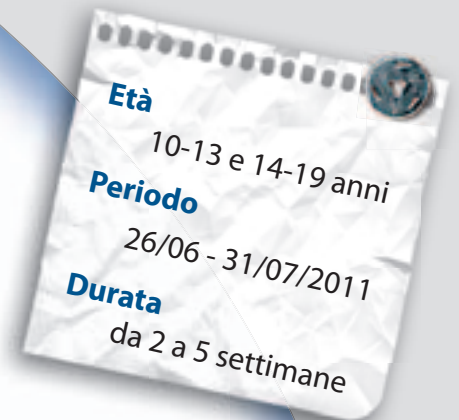 Età
10-13 e 14-19 anni
Periodo
26/06 - 31/07/2011
Durata
da 2 a 5 settimane